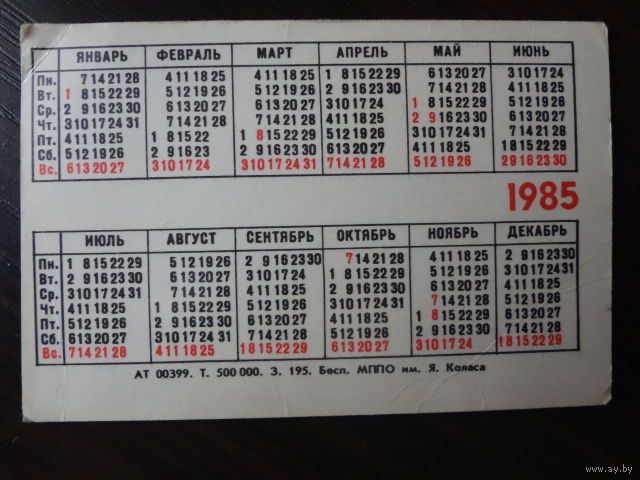 ЯНВАРЬ ФЕВРАЛЬ МАРТ АПРЕЛЬ МАЙ ИЮНЬ
Пн. 7 14 21 28 4 11 18 25 4 11 18 25 1 8 15 22 29 6 13 20 27 3 10 17 24
Вт. 1 8 15 22 29 5 12 19 26 5 12 19 26 2 9 16 23 30 7 14 21 28 4 11 18 25
Ср. 2 9 16 23 30 6 13 20 27 6 13 20 27 3 10 17 24 1 8 15 22 29 5 12 19 26
Чт. 3 10 17 24 31 7 14 21 28 7 14 21 28 4 11 18 25 2 9 16 23 30 6 13 20 27
Пт. 4 11 18 25 1 8 15 22 1 8 15 22 29 5 12 19 26 3 10 17 24 31 7 14 21 28
Сб. 5 12 19 26 2 9 16 23 2 9 16 23 30 6 13 20 27 4 11 18 25 1 8 15 22 29
Вс. 6 13 20 27 3 10 17 24 3 10 17 24 31 7 14 21 28 5 12 19 26 2 9 16 23 30
1985
ИЮЛЬ АВГУСТ СЕНТЯБРЬ ОКТЯБРЬ НОЯБРЬ ДЕКАБРЬ
Пн. 1 8 15 22 29 5 12 19 26 2 9 16 23 30 7 14 21 28 4 11 18 25 2 9 16 23 30
Вт. 2 9 16 23 30 6 13 20 27 3 10 17 24 1 8 15 22 29 5 12 19 26 3 10 17 24 31
Ср. 3 10 17 24 31 7 14 21 28 4 11 18 25 2 9 16 23 30 6 13 20 27 4 11 18 25
Чт. 4 11 18 25 1 8 15 22 29 5 12 19 26 3 10 17 24 31 7 14 21 28 5 12 19 26
Пт. 5 12 19 26 2 9 16 23 30 6 13 20 27 4 11 18 25 1 8 15 22 29 6 13 20 27
Сб. 6 13 20 27 3 10 17 24 31 7 14 21 28 5 12 19 26 2 9 16 23 30 7 14 21 28
Вс. 7 14 21 28 4 11 18 25 1 8 15 22 29 6 13 20 27 3 10 17 24 1 8 15 22 29
АТ 00399. Т. 500 000. З. 195. Бесп. МППО им. Я. Коласа
www.ay.by